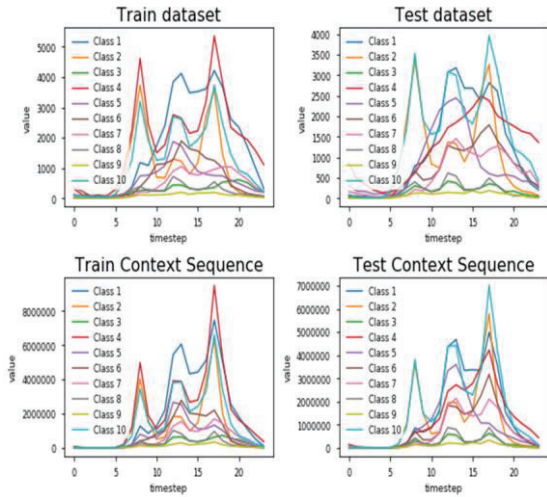 Train dataset
5000
4000
3000
2000
1000
0
value
Class 1
Class 2
Class 3
Class 4
Class 5
Class 6
Class 7
Class 8
Class 9
Class 10
0 5 10 15 20
timestep
Test dataset
4000
3500
3000
2500
2000
1500
1000
500
0
value
Class 1
Class 2
Class 3
Class 4
Class 5
Class 6
Class 7
Class 8
Class 9
Class 10
0 5 10 15 20
timestep
Train Context Sequence
8000000
6000000
4000000
2000000
0
value
Class 1
Class 2
Class 3
Class 4
Class 5
Class 6
Class 7
Class 8
Class 9
Class 10
0 5 10 15 20
timestep
Test Context Sequence
7000000
6000000
5000000
4000000
3000000
2000000
1000000
0
value
Class 1
Class 2
Class 3
Class 4
Class 5
Class 6
Class 7
Class 8
Class 9
Class 10
0 5 10 15 20
timestep